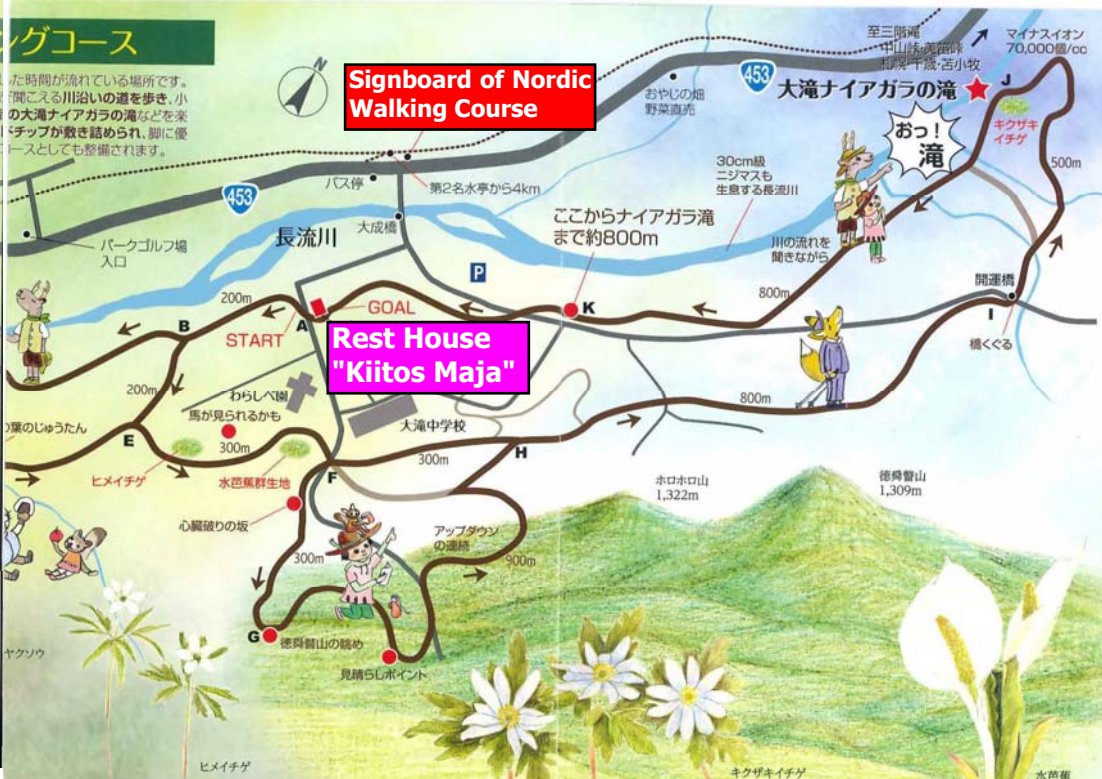 ングコース
した時間が流れている場所です。
聞こえる川沿いの道を歩き、小
の大滝ナイアガラの滝などを楽
ドチップが敷き詰められ、脚に優
コースとしても整備されます。
N
Signboard of Nordic
Walking Course
453
おやじの畑
野菜直売
至三階滝
中山峠・美笛峠
札幌・千歳・苫小牧
マイナスイオン
70,000個/cc
大滝ナイアガラの滝
J
キクザキ
イチゲ
おっ!
滝
500m
バス停
第2名水亭から4km
30cm級
ニジマスも
生息する長流川
453
パークゴルフ場
入口
長流川
大成橋
ここからナイアガラ滝
まで約800m
川の流れを
聞きながら
P
開運橋
200m
A
GOAL
START
K
800m
I
橋くぐる
B
Rest House
"Kiitos Maja"
200m
わらしべ園
馬が見られるかも
大滝中学校
800m
の葉のじゅうたん
E
300m
ヒメイチゲ
水芭蕉群生地
F
300m
H
ホロホロ山
1,322m
徳舜瞥山
1,309m
心臓破りの坂
アップダウン
の連続
300m
900m
G
徳舜瞥山の眺め
見晴らしポイント
ヤクソウ
ヒメイチゲ
キクザキイチゲ
水芭蕉